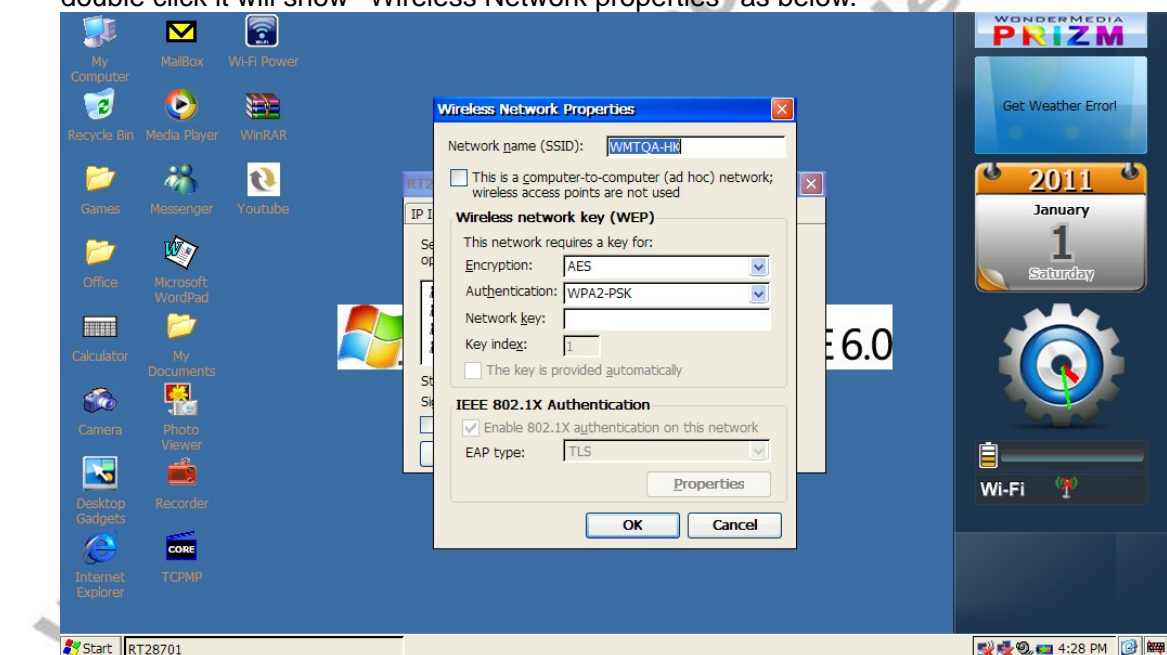 double click it will show "Wireless Network properties" as below.
My Computer
MailBox
Wi-Fi Power
Recycle Bin
Media Player
WinRAR
Games
Messenger
Youtube
Office
Microsoft WordPad
Calculator
My Documents
Camera
Photo Viewer
Desktop Gadgets
Recorder
Internet Explorer
CORE
TCPMP
RT2
IP I
Se
op
St
Si
E 6.0
Wireless Network Properties
Network name (SSID): WMTQA-HK
This is a computer-to-computer (ad hoc) network;
wireless access points are not used
Wireless network key (WEP)
This network requires a key for:
Encryption: AES
Authentication: WPA2-PSK
Network key:
Key index: 1
The key is provided automatically
IEEE 802.1X Authentication
Enable 802.1X authentication on this network
EAP type: TLS
Properties
OK Cancel
WONDERMEDIA
PRIZM
Get Weather Error!
2011
January
1
Saturday
Wi-Fi
Start RT28701 4:28 PM